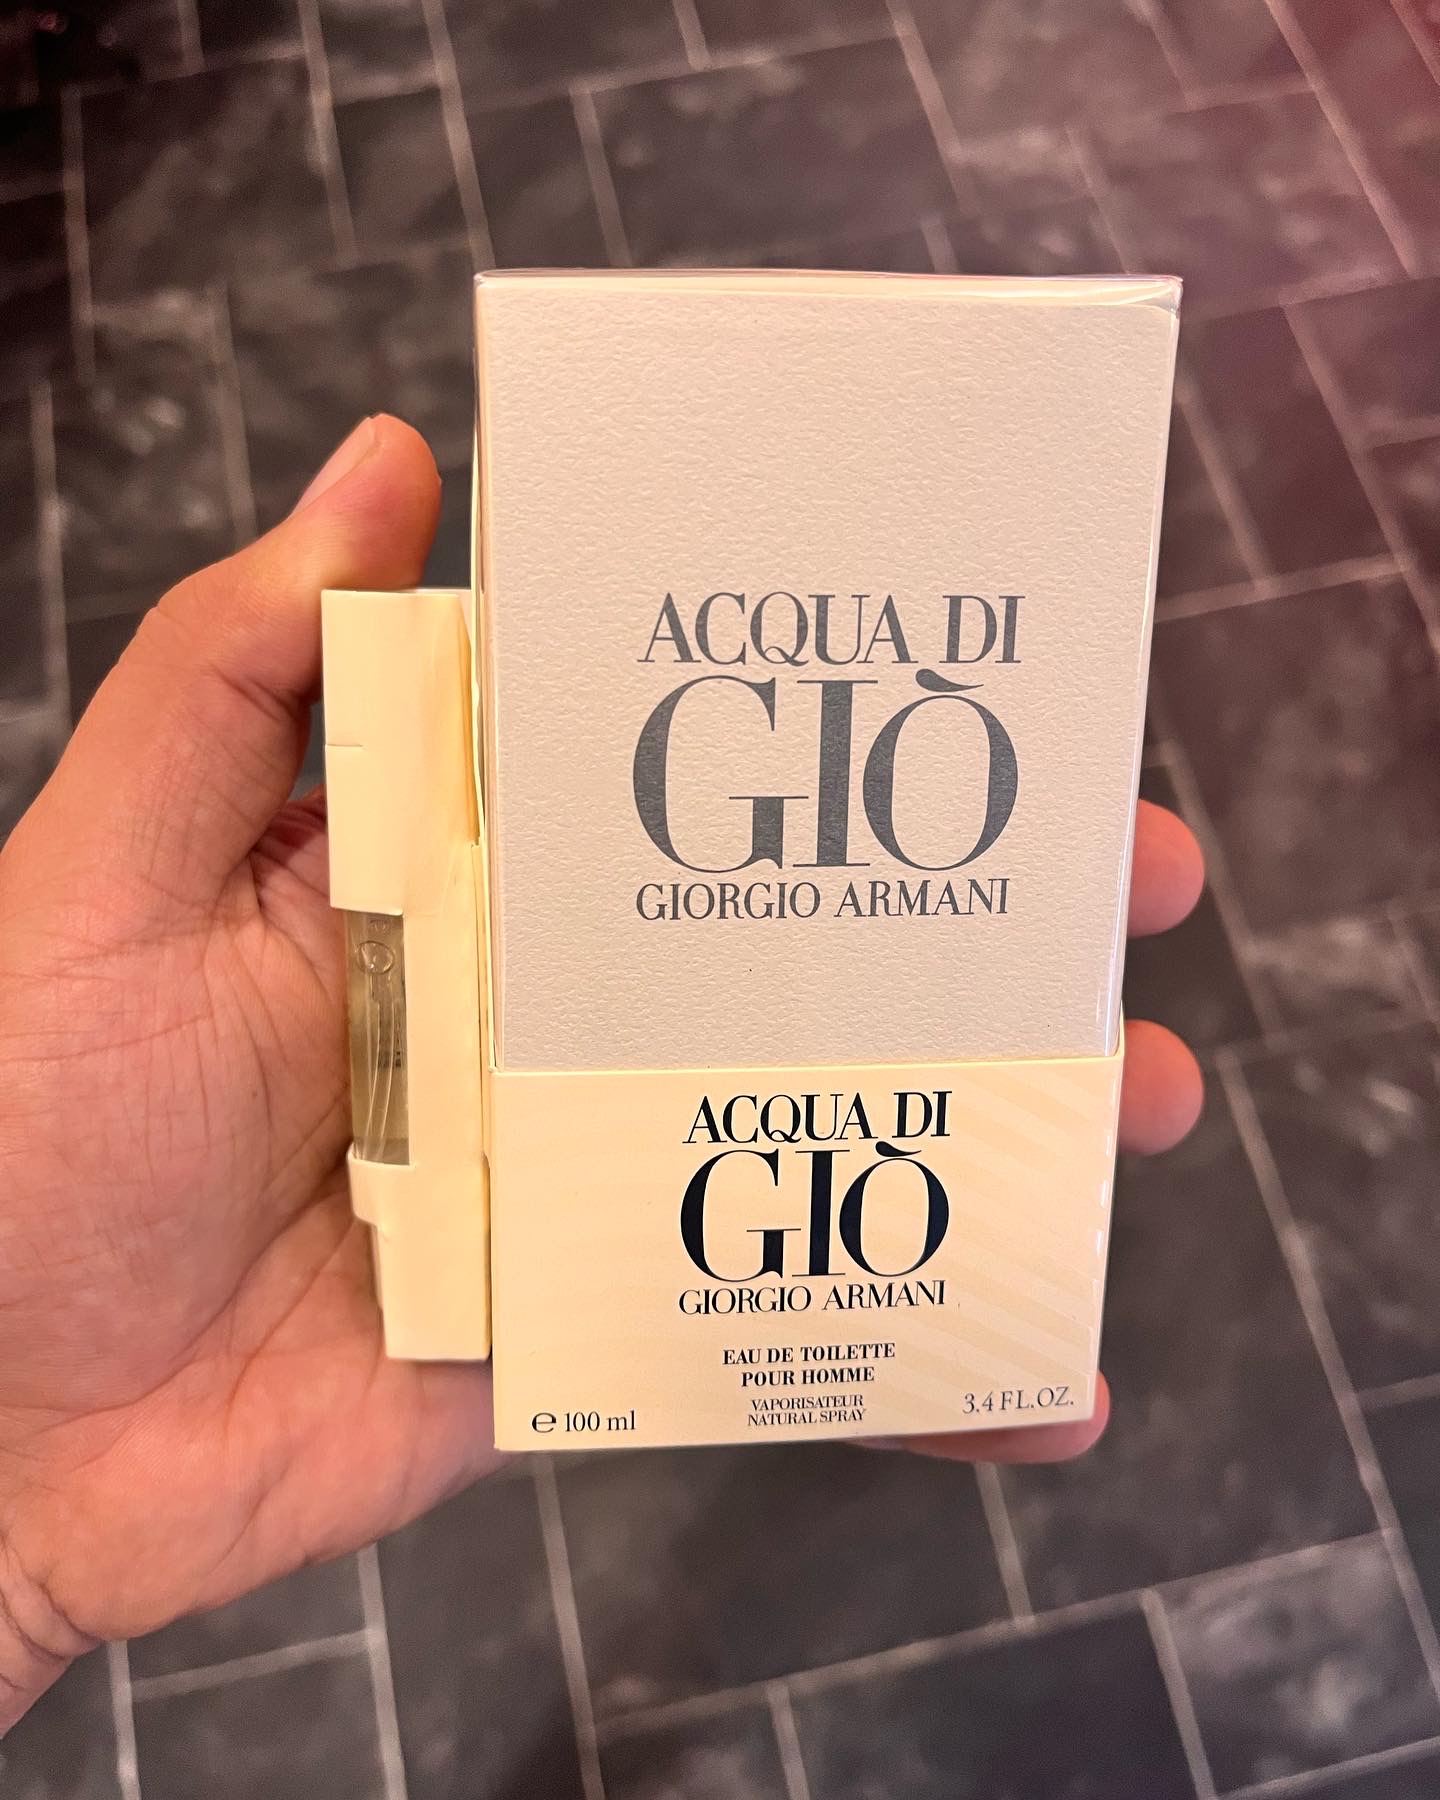 ACQUA DI
GIÒ
GIORGIO ARMANI
ACQUA DI
GIÒ
GIORGIO ARMANI
EAU DE TOILETTE
POUR HOMME
VAPORISATEUR
NATURAL SPRAY
℮ 100 ml
3.4 FL.OZ.